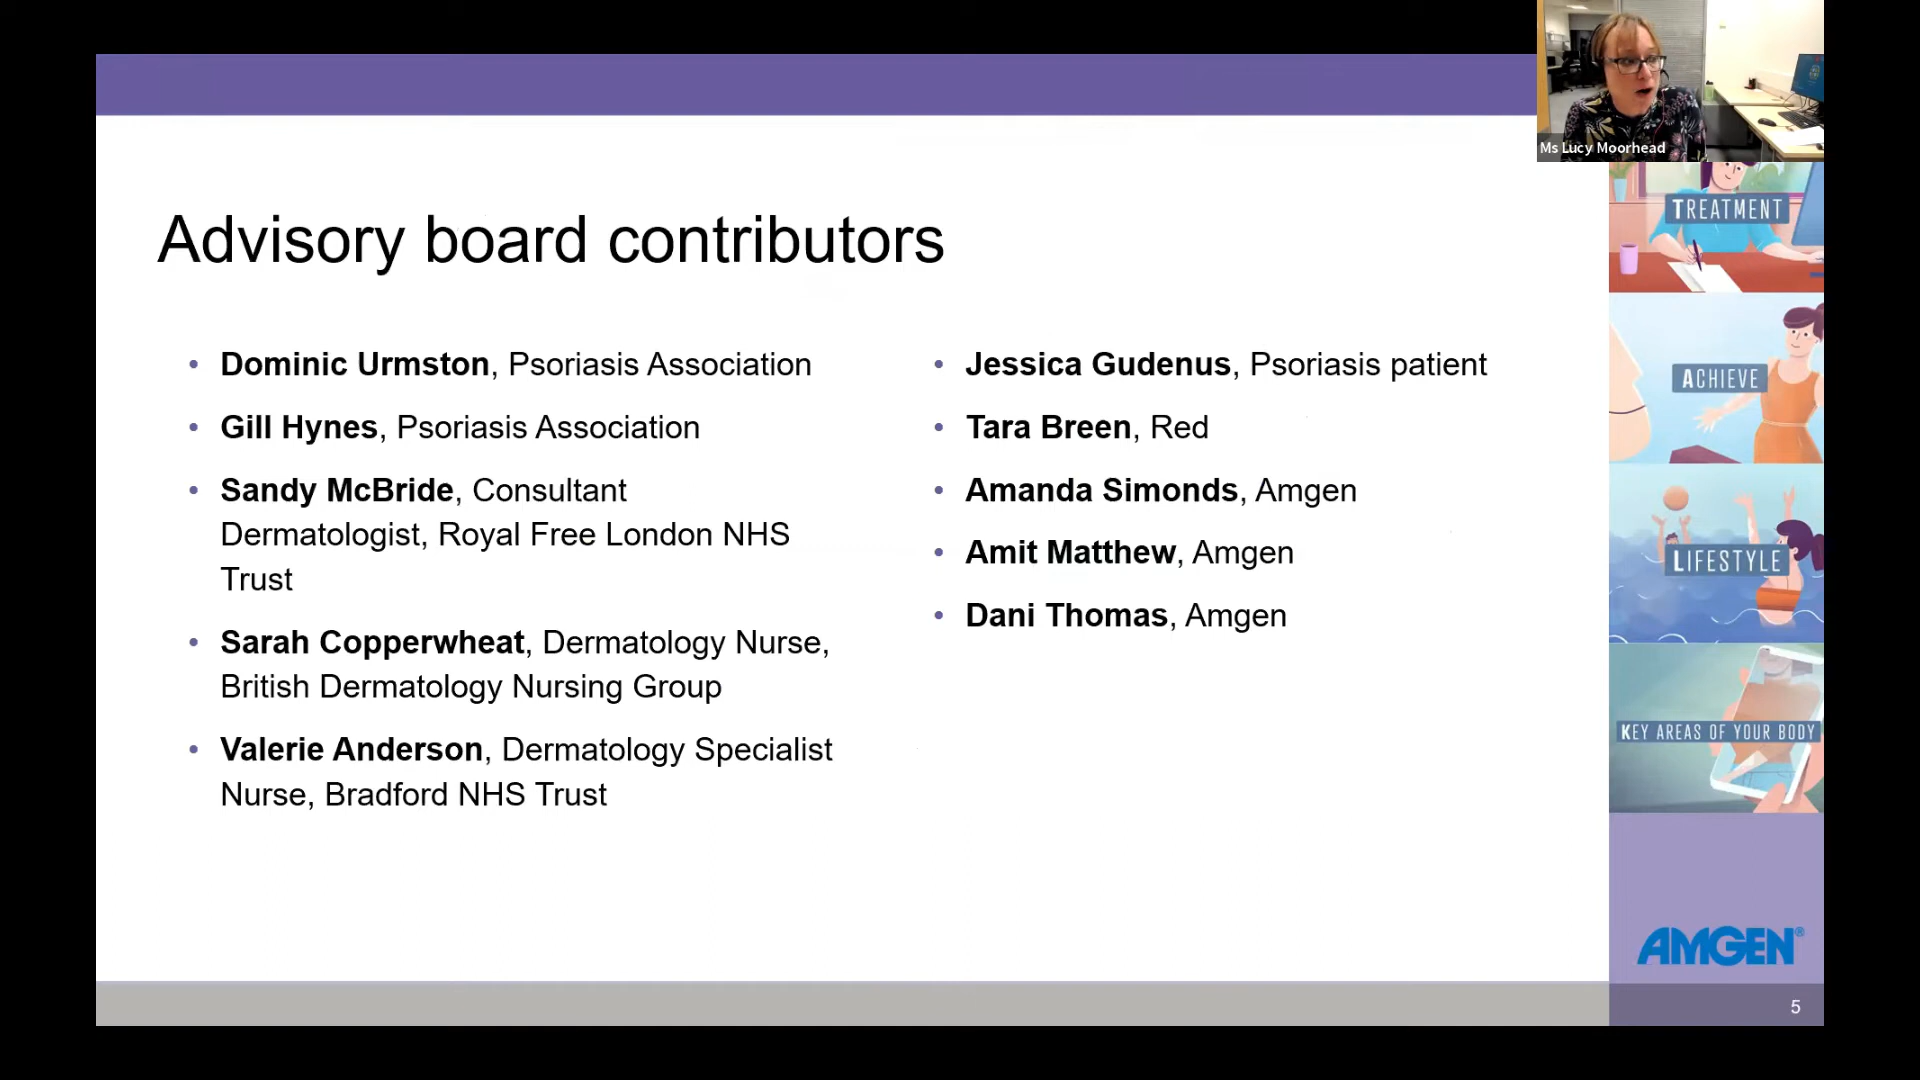 Ms Lucy Moorhead
Advisory board contributors
• Dominic Urmston, Psoriasis Association
• Gill Hynes, Psoriasis Association
• Sandy McBride, Consultant
Dermatologist, Royal Free London NHS
Trust
• Sarah Copperwheat, Dermatology Nurse,
British Dermatology Nursing Group
• Valerie Anderson, Dermatology Specialist
Nurse, Bradford NHS Trust
• Jessica Gudenus, Psoriasis patient
• Tara Breen, Red
• Amanda Simonds, Amgen
• Amit Matthew, Amgen
• Dani Thomas, Amgen
TREATMENT
ACHIEVE
LIFESTYLE
KEY AREAS OF YOUR BODY
AMGEN®
5